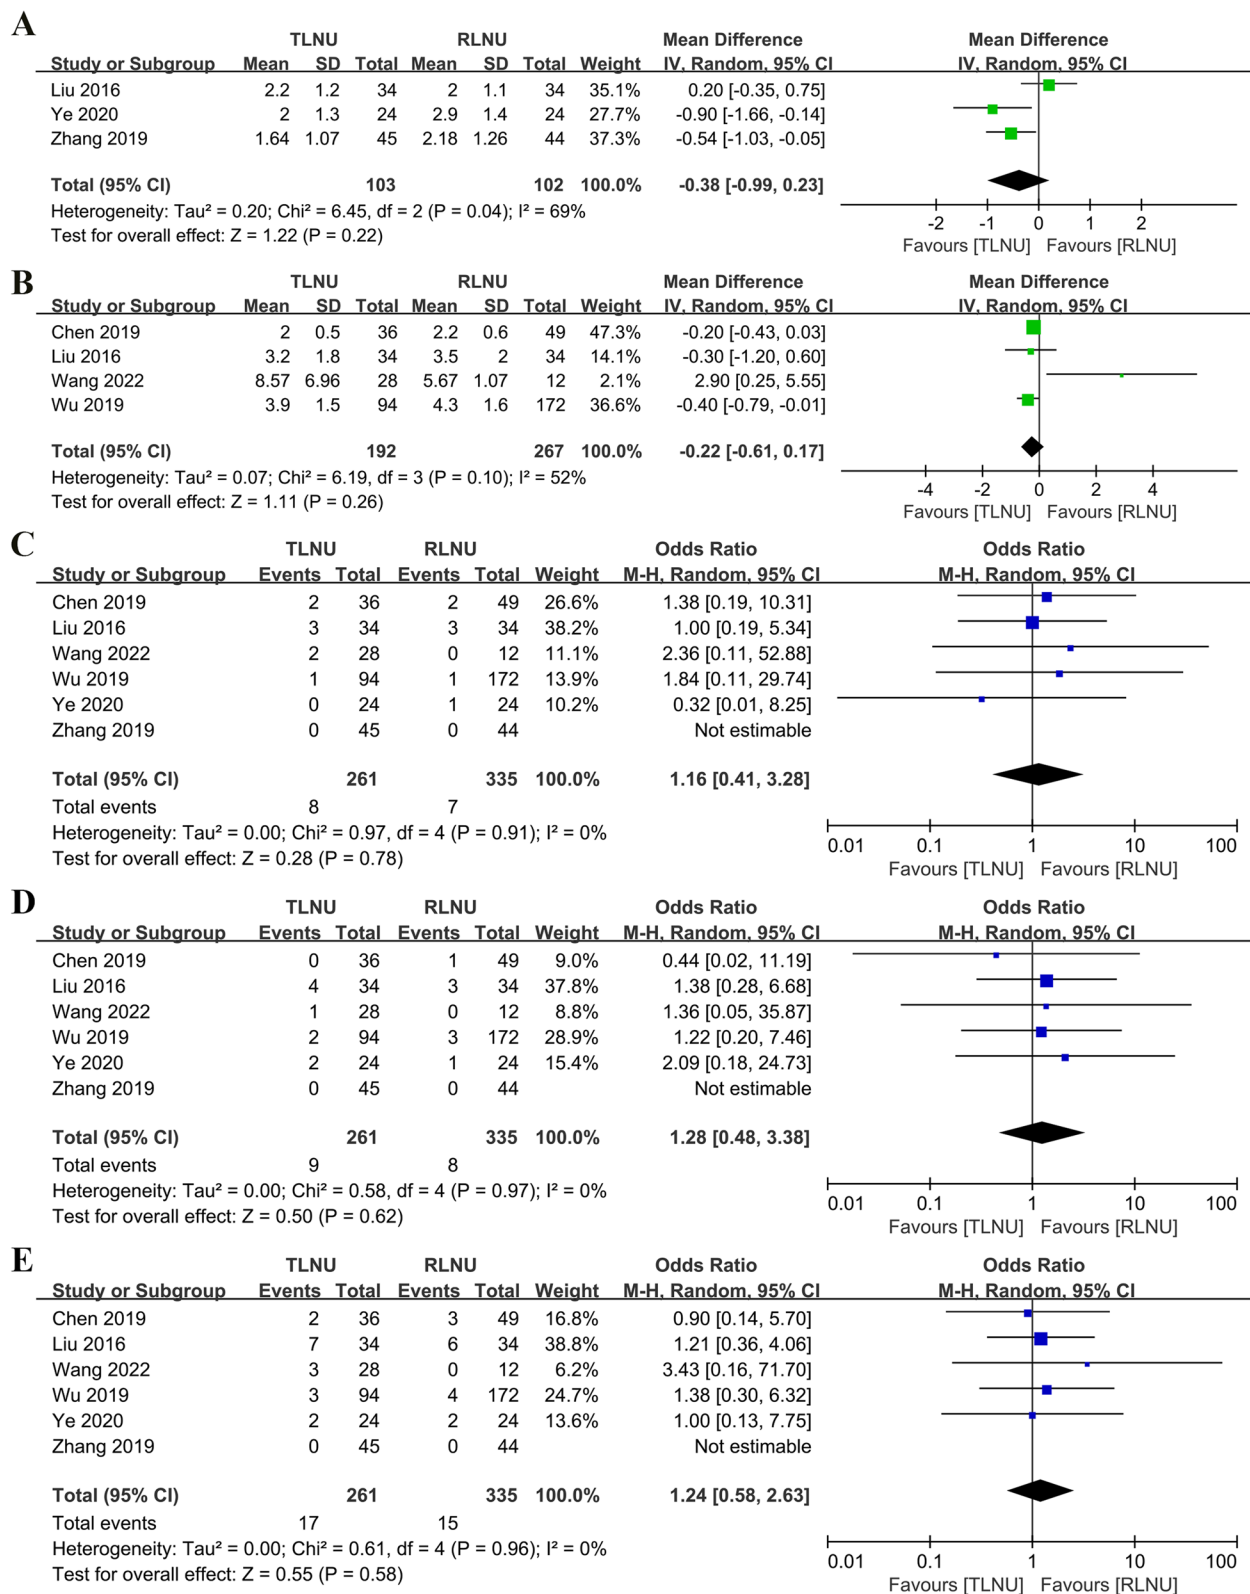 A
TLNU RLNU Mean Difference Mean Difference
Study or Subgroup Mean SD Total Mean SD Total Weight IV, Random, 95% CI IV, Random, 95% CI
Liu 2016 2.2 1.2 34 2 1.1 34 35.1% 0.20 [-0.35, 0.75]
Ye 2020 2 1.3 24 2.9 1.4 24 27.7% -0.90 [-1.66, -0.14]
Zhang 2019 1.64 1.07 45 2.18 1.26 44 37.3% -0.54 [-1.03, -0.05]
Total (95% CI) 103 102 100.0% -0.38 [-0.99, 0.23]
Heterogeneity: Tau² = 0.20; Chi² = 6.45, df = 2 (P = 0.04); I² = 69%
Test for overall effect: Z = 1.22 (P = 0.22)
-2 -1 0 1 2
Favours [TLNU] Favours [RLNU]
B
TLNU RLNU Mean Difference Mean Difference
Study or Subgroup Mean SD Total Mean SD Total Weight IV, Random, 95% CI IV, Random, 95% CI
Chen 2019 2 0.5 36 2.2 0.6 49 47.3% -0.20 [-0.43, 0.03]
Liu 2016 3.2 1.8 34 3.5 2 34 14.1% -0.30 [-1.20, 0.60]
Wang 2022 8.57 6.96 28 5.67 1.07 12 2.1% 2.90 [0.25, 5.55]
Wu 2019 3.9 1.5 94 4.3 1.6 172 36.6% -0.40 [-0.79, -0.01]
Total (95% CI) 192 267 100.0% -0.22 [-0.61, 0.17]
Heterogeneity: Tau² = 0.07; Chi² = 6.19, df = 3 (P = 0.10); I² = 52%
Test for overall effect: Z = 1.11 (P = 0.26)
-4 -2 0 2 4
Favours [TLNU] Favours [RLNU]
C
TLNU RLNU Odds Ratio Odds Ratio
Study or Subgroup Events Total Events Total Weight M-H, Random, 95% CI M-H, Random, 95% CI
Chen 2019 2 36 2 49 26.6% 1.38 [0.19, 10.31]
Liu 2016 3 34 3 34 38.2% 1.00 [0.19, 5.34]
Wang 2022 2 28 0 12 11.1% 2.36 [0.11, 52.88]
Wu 2019 1 94 1 172 13.9% 1.84 [0.11, 29.74]
Ye 2020 0 24 1 24 10.2% 0.32 [0.01, 8.25]
Zhang 2019 0 45 0 44 Not estimable
Total (95% CI) 261 335 100.0% 1.16 [0.41, 3.28]
Total events 8 7
Heterogeneity: Tau² = 0.00; Chi² = 0.97, df = 4 (P = 0.91); I² = 0%
Test for overall effect: Z = 0.28 (P = 0.78)
0.01 0.1 1 10 100
Favours [TLNU] Favours [RLNU]
D
TLNU RLNU Odds Ratio Odds Ratio
Study or Subgroup Events Total Events Total Weight M-H, Random, 95% CI M-H, Random, 95% CI
Chen 2019 0 36 1 49 9.0% 0.44 [0.02, 11.19]
Liu 2016 4 34 3 34 37.8% 1.38 [0.28, 6.68]
Wang 2022 1 28 0 12 8.8% 1.36 [0.05, 35.87]
Wu 2019 2 94 3 172 28.9% 1.22 [0.20, 7.46]
Ye 2020 2 24 1 24 15.4% 2.09 [0.18, 24.73]
Zhang 2019 0 45 0 44 Not estimable
Total (95% CI) 261 335 100.0% 1.28 [0.48, 3.38]
Total events 9 8
Heterogeneity: Tau² = 0.00; Chi² = 0.58, df = 4 (P = 0.97); I² = 0%
Test for overall effect: Z = 0.50 (P = 0.62)
0.01 0.1 1 10 100
Favours [TLNU] Favours [RLNU]
E
TLNU RLNU Odds Ratio Odds Ratio
Study or Subgroup Events Total Events Total Weight M-H, Random, 95% CI M-H, Random, 95% CI
Chen 2019 2 36 3 49 16.8% 0.90 [0.14, 5.70]
Liu 2016 7 34 6 34 38.8% 1.21 [0.36, 4.06]
Wang 2022 3 28 0 12 6.2% 3.43 [0.16, 71.70]
Wu 2019 3 94 4 172 24.7% 1.38 [0.30, 6.32]
Ye 2020 2 24 2 24 13.6% 1.00 [0.13, 7.75]
Zhang 2019 0 45 0 44 Not estimable
Total (95% CI) 261 335 100.0% 1.24 [0.58, 2.63]
Total events 17 15
Heterogeneity: Tau² = 0.00; Chi² = 0.61, df = 4 (P = 0.96); I² = 0%
Test for overall effect: Z = 0.55 (P = 0.58)
0.01 0.1 1 10 100
Favours [TLNU] Favours [RLNU]